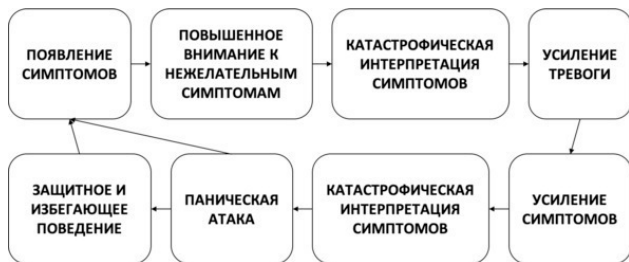 ПОЯВЛЕНИЕ
СИМПТОМОВ
ПОВЫШЕННОЕ
ВНИМАНИЕ К
НЕЖЕЛАТЕЛЬНЫМ
СИМПТОМАМ
КАТАСТРОФИЧЕСКАЯ
ИНТЕРПРЕТАЦИЯ
СИМПТОМОВ
УСИЛЕНИЕ
ТРЕВОГИ
ЗАЩИТНОЕ И
ИЗБЕГАЮЩЕЕ
ПОВЕДЕНИЕ
ПАНИЧЕСКАЯ
АТАКА
КАТАСТРОФИЧЕСКАЯ
ИНТЕРПРЕТАЦИЯ
СИМПТОМОВ
УСИЛЕНИЕ
СИМПТОМОВ